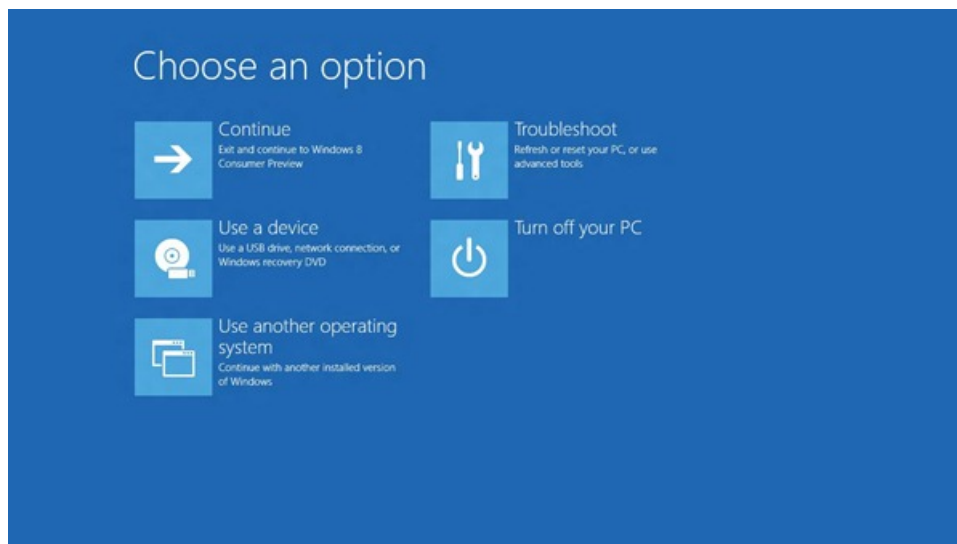 Choose an option
Continue
Exit and continue to Windows 8
Consumer Preview
Troubleshoot
Refresh or reset your PC, or use
advanced tools
Use a device
Use a USB drive, network connection, or
Windows recovery DVD
Turn off your PC
Use another operating
system
Continue with another installed version
of Windows